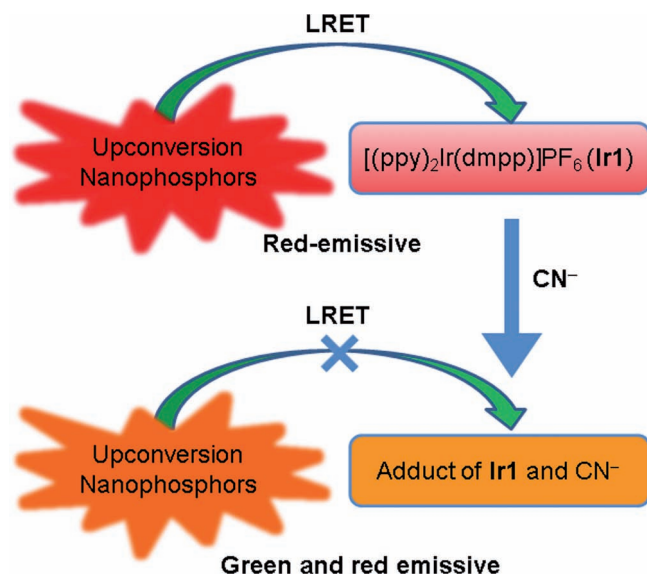 LRET
Upconversion
Nanophosphors
[(ppy)₂Ir(dmpp)]PF₆ (Ir1)
Red-emissive
CN⁻
LRET
Upconversion
Nanophosphors
Adduct of Ir1 and CN⁻
Green and red emissive